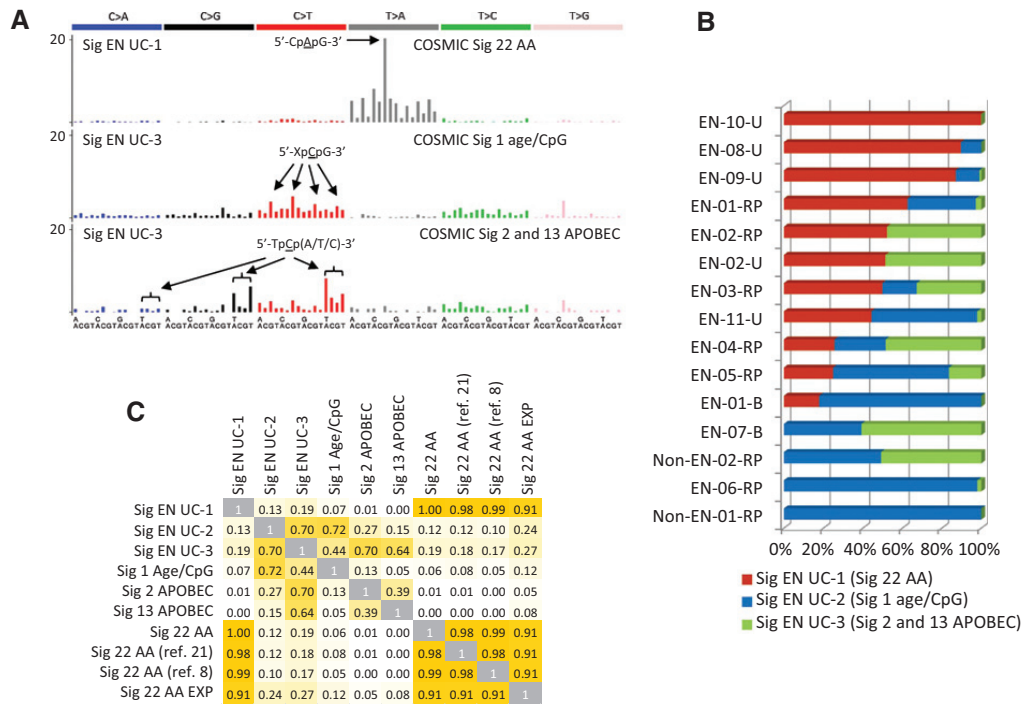 A
C>A C>G C>T T>A T>C T>G
20
Sig EN UC-1
5'-CpApG-3'
COSMIC Sig 22 AA
20
Sig EN UC-3
COSMIC Sig 1 age/CpG
5'-XpCpG-3'
20
Sig EN UC-3
COSMIC Sig 2 and 13 APOBEC
5'-TpCp(A/T/C)-3'
A C G T A C G T A C G T A C G T A C G T A C G T
ACGTACGTACGTACGT ACGTACGTACGTACGT ACGTACGTACGTACGT ACGTACGTACGTACGT ACGTACGTACGTACGT ACGTACGTACGTACGT
B
EN-10-U
EN-08-U
EN-09-U
EN-01-RP
EN-02-RP
EN-02-U
EN-03-RP
EN-11-U
EN-04-RP
EN-05-RP
EN-01-B
EN-07-B
Non-EN-02-RP
EN-06-RP
Non-EN-01-RP
0% 20% 40% 60% 80% 100%
Sig EN UC-1 (Sig 22 AA)
Sig EN UC-2 (Sig 1 age/CpG)
Sig EN UC-3 (Sig 2 and 13 APOBEC)
C
Sig EN UC-1
Sig EN UC-2
Sig EN UC-3
Sig 1 Age/CpG
Sig 2 APOBEC
Sig 13 APOBEC
Sig 22 AA
Sig 22 AA (ref. 21)
Sig 22 AA (ref. 8)
Sig 22 AA EXP
Sig EN UC-1 1 0.13 0.19 0.07 0.01 0.00 1.00 0.98 0.99 0.91
Sig EN UC-2 0.13 1 0.70 0.72 0.27 0.15 0.12 0.12 0.10 0.24
Sig EN UC-3 0.19 0.70 1 0.44 0.70 0.64 0.19 0.18 0.17 0.27
Sig 1 Age/CpG 0.07 0.72 0.44 1 0.13 0.05 0.06 0.08 0.05 0.12
Sig 2 APOBEC 0.01 0.27 0.70 0.13 1 0.39 0.01 0.01 0.00 0.05
Sig 13 APOBEC 0.00 0.15 0.64 0.05 0.39 1 0.00 0.00 0.00 0.08
Sig 22 AA 1.00 0.12 0.19 0.06 0.01 0.00 1 0.98 0.99 0.91
Sig 22 AA (ref. 21) 0.98 0.12 0.18 0.08 0.01 0.00 0.98 1 0.98 0.91
Sig 22 AA (ref. 8) 0.99 0.10 0.17 0.05 0.00 0.00 0.99 0.98 1 0.91
Sig 22 AA EXP 0.91 0.24 0.27 0.12 0.05 0.08 0.91 0.91 0.91 1